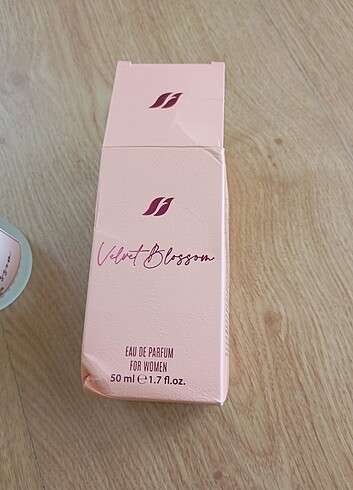 Velvet Blossom
EAU DE PARFUM
FOR WOMEN
50 ml ℮ 1.7 fl.oz.